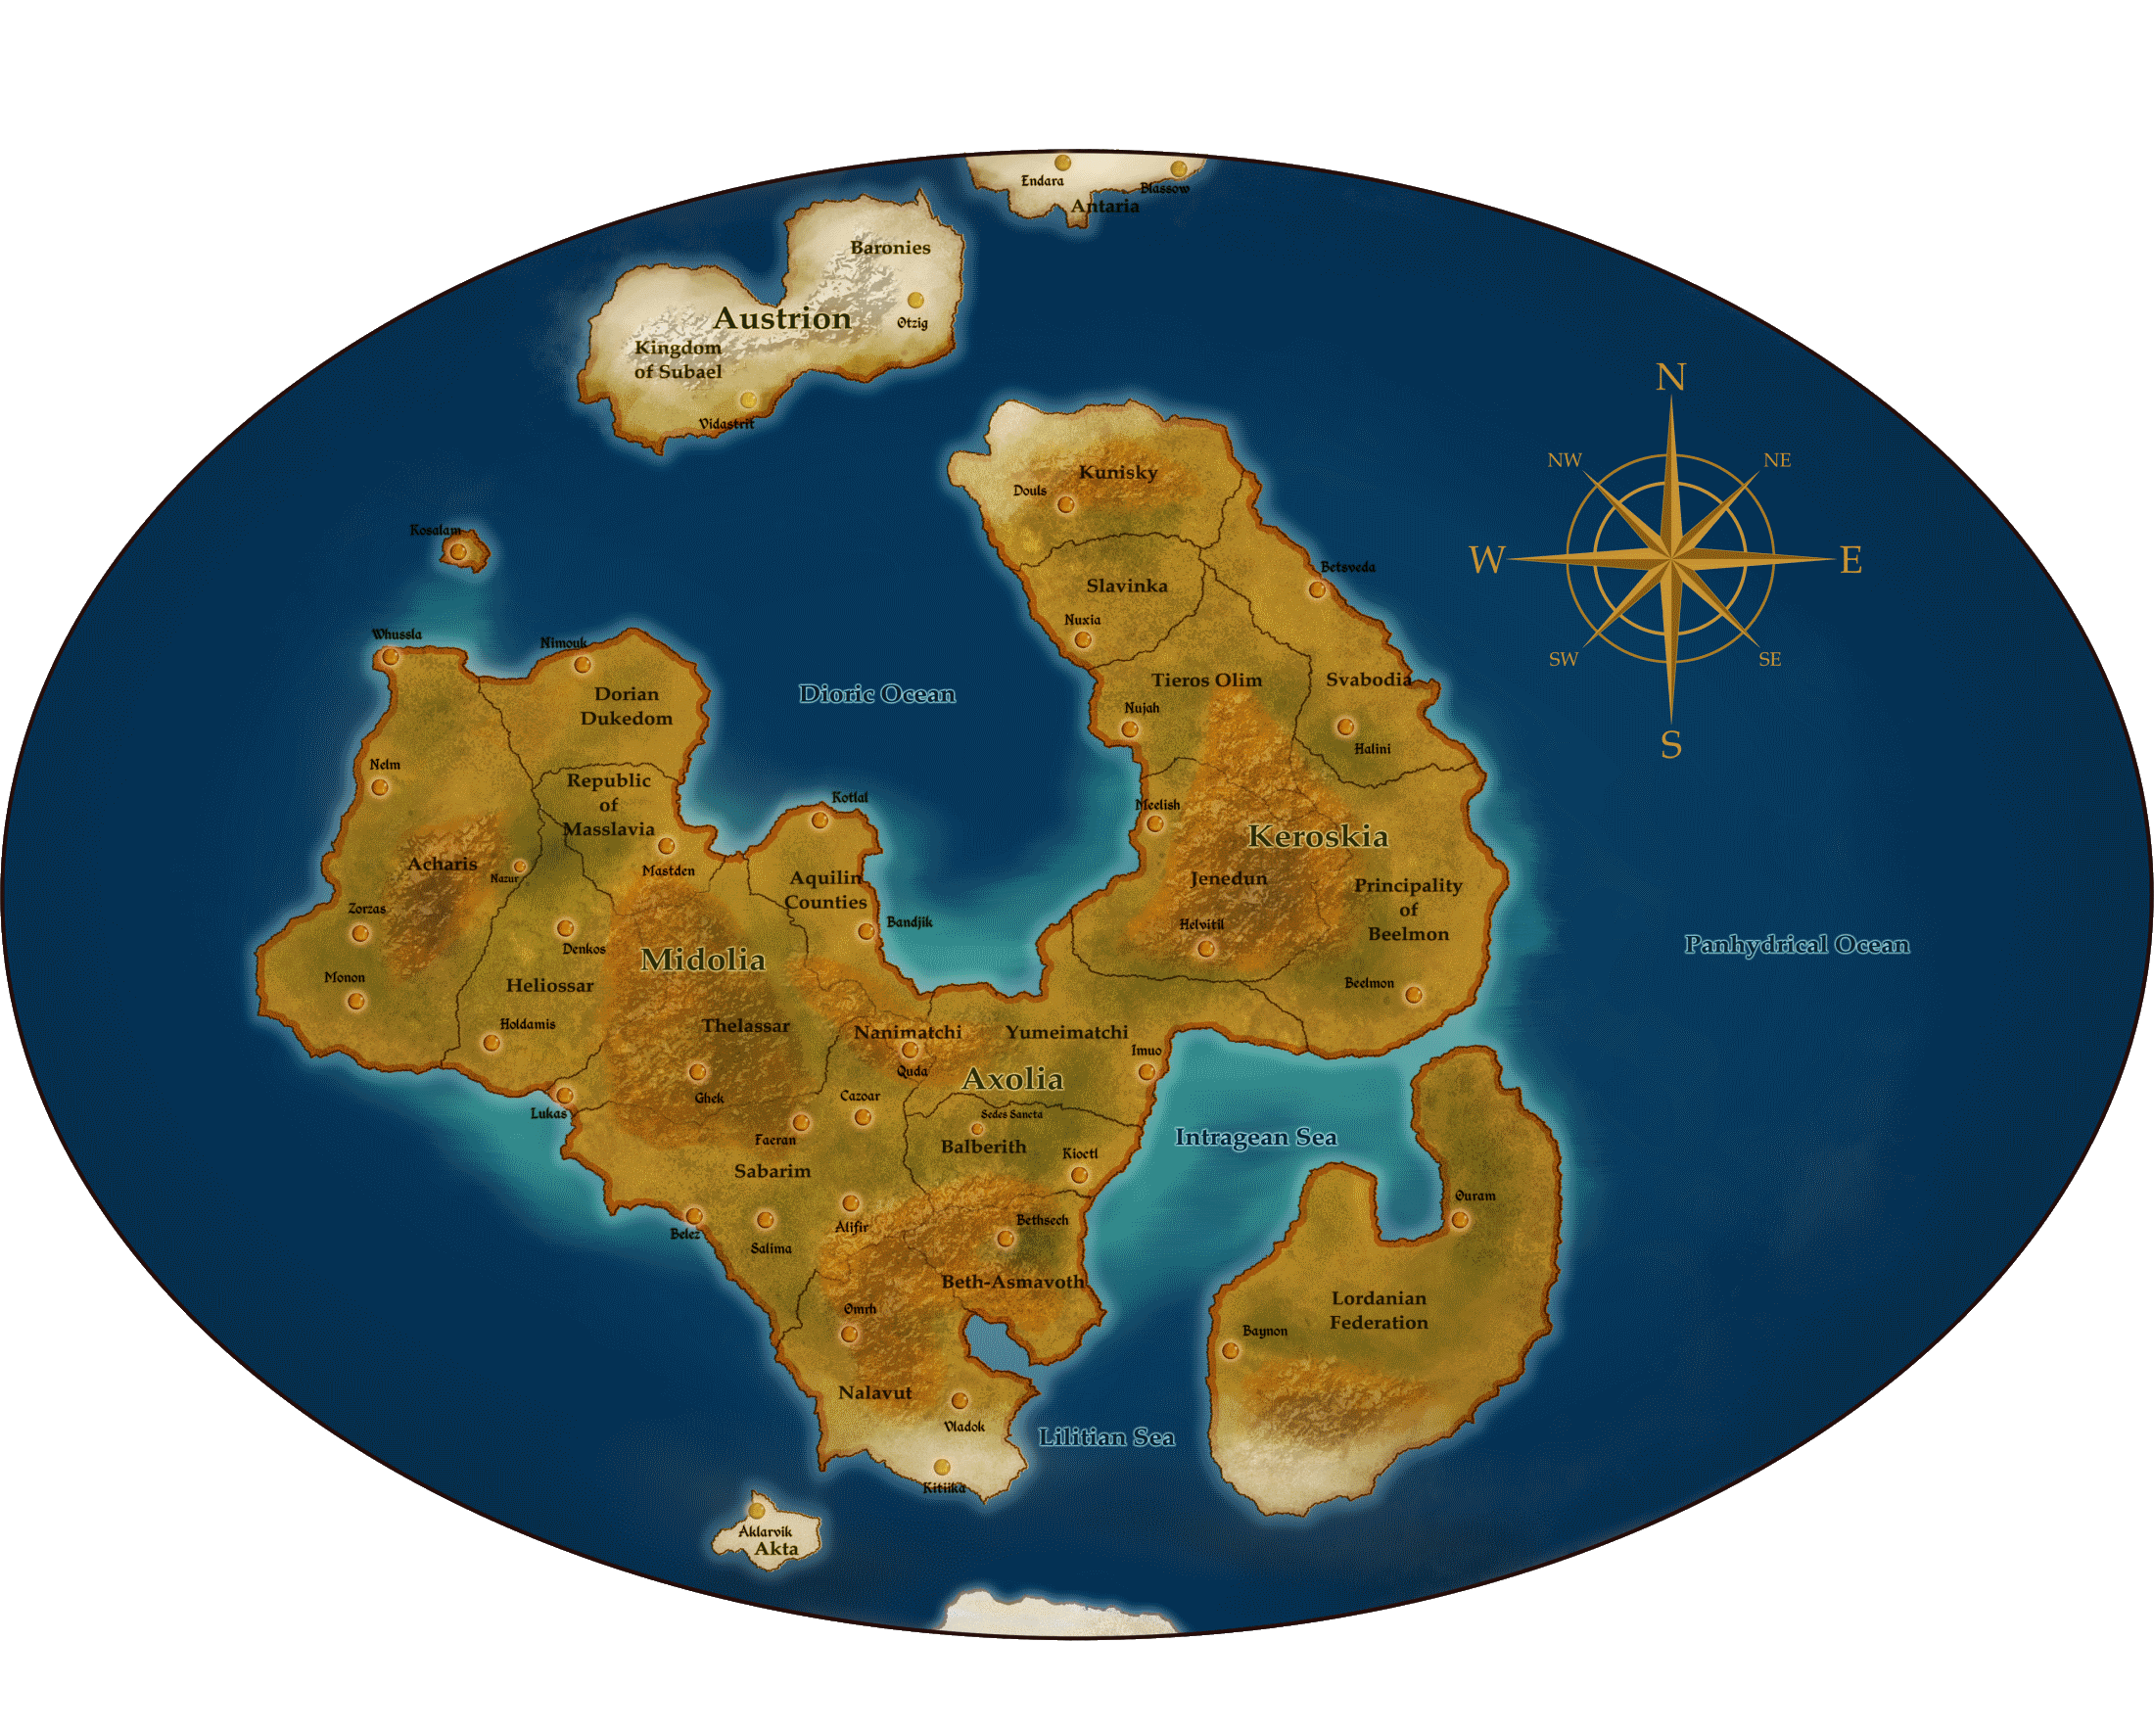 Endara
Blassow
Antaria
Baronies
Otzig
Austrion
Kingdom
of Subael
Vidastrit
N
NW
NE
W
E
SW
SE
S
Kunisky
Douls
Kosalam
Slavinka
Betsveda
Nuxia
Whussla
Nimouk
Dorian
Dukedom
Dioric Ocean
Tieros Olim
Svabodia
Nujah
Halini
Nelm
Republic
of
Masslavia
Kotlal
Meelish
Keroskia
Acharis
Nazur
Mastden
Aquilin
Counties
Jenedun
Principality
of
Beelmon
Zorzas
Bandjik
Helvitil
Denkos
Midolia
Panhydrical Ocean
Monon
Heliossar
Beelmon
Holdamis
Thelassar
Nanimatchi
Yumeimatchi
Imuo
Quda
Axolia
Ghek
Cazoar
Lukas
Sedes Sancta
Faeran
Balberith
Intragean Sea
Kioctl
Sabarim
Ouram
Belez
Salima
Alifir
Bethsech
Beth-Asmavoth
Omrh
Lordanian
Federation
Baynon
Nalavut
Vladok
Lilitian Sea
Kitiika
Aklarvik
Akta